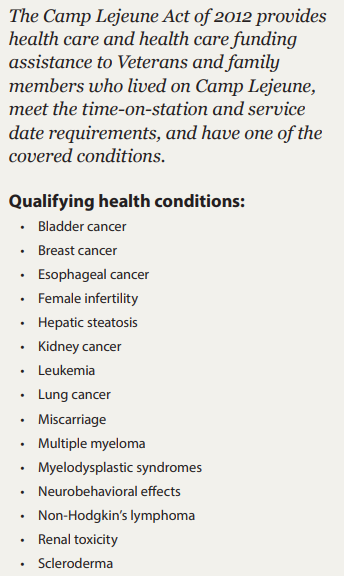 The Camp Lejeune Act of 2012 provides
health care and health care funding
assistance to Veterans and family
members who lived on Camp Lejeune,
meet the time-on-station and service
date requirements, and have one of the
covered conditions.
Qualifying health conditions:
• Bladder cancer
• Breast cancer
• Esophageal cancer
• Female infertility
• Hepatic steatosis
• Kidney cancer
• Leukemia
• Lung cancer
• Miscarriage
• Multiple myeloma
• Myelodysplastic syndromes
• Neurobehavioral effects
• Non-Hodgkin's lymphoma
• Renal toxicity
• Scleroderma